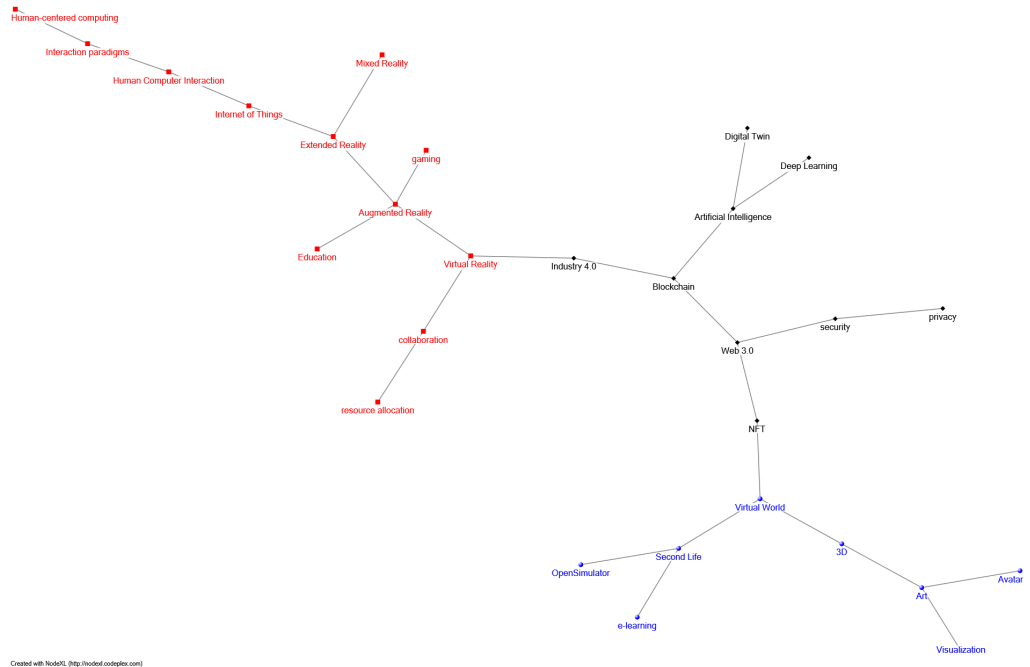 Human-centered computing
Interaction paradigms
Mixed Reality
Human Computer Interaction
Internet of Things
Digital Twin
Extended Reality
gaming
Deep Learning
Augmented Reality
Artificial Intelligence
Education
Virtual Reality
Industry 4.0
Blockchain
privacy
security
collaboration
Web 3.0
resource allocation
NFT
Virtual World
3D
Second Life
OpenSimulator
Avatar
Art
e-learning
Visualization
Created with NodeXL (http://nodexl.codeplex.com)